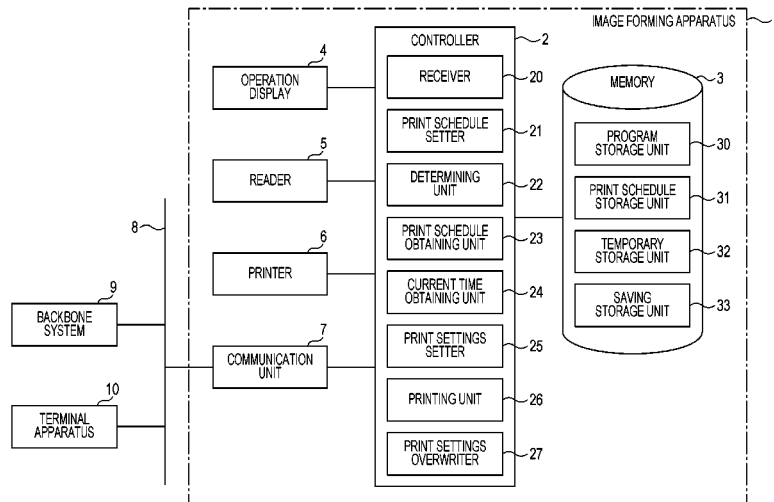 IMAGE FORMING APPARATUS
CONTROLLER
2
4
OPERATION
DISPLAY
RECEIVER
20
MEMORY
3
PRINT SCHEDULE
SETTER
21
PROGRAM
STORAGE UNIT
30
5
READER
DETERMINING
UNIT
22
PRINT SCHEDULE
STORAGE UNIT
31
8
6
PRINTER
PRINT SCHEDULE
OBTAINING UNIT
23
TEMPORARY
STORAGE UNIT
32
9
BACKBONE
SYSTEM
CURRENT TIME
OBTAINING UNIT
24
SAVING
STORAGE UNIT
33
7
COMMUNICATION
UNIT
PRINT SETTINGS
SETTER
25
10
TERMINAL
APPARATUS
PRINTING UNIT
26
PRINT SETTINGS
OVERWRITER
27